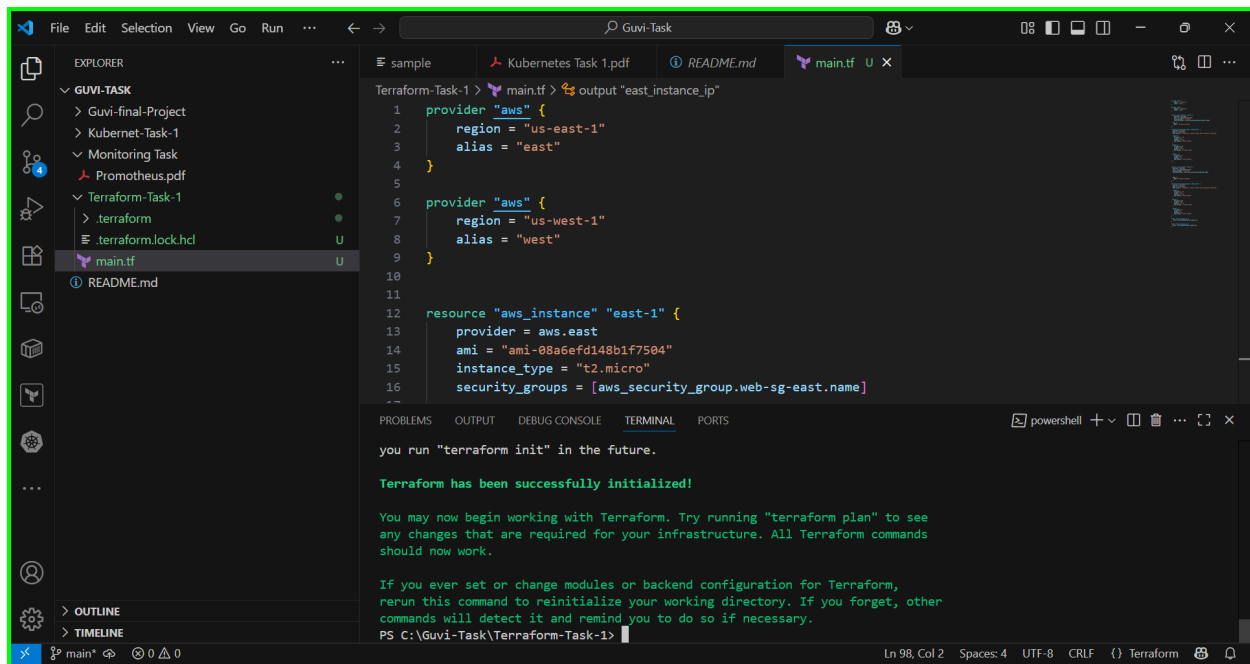 File Edit Selection View Go Run ··· ← → Guvi-Task
EXPLORER ···
GUVI-TASK
Guvi-final-Project
Kubernet-Task-1
Monitoring Task
Promotheus.pdf
Terraform-Task-1
.terraform
.terraform.lock.hcl U
main.tf U
README.md
OUTLINE
TIMELINE
4
sample Kubernetes Task 1.pdf README.md main.tf U
Terraform-Task-1 > main.tf > output "east_instance_ip"
1 provider "aws" {
2 region = "us-east-1"
3 alias = "east"
4 }
5
6 provider "aws" {
7 region = "us-west-1"
8 alias = "west"
9 }
10
11
12 resource "aws_instance" "east-1" {
13 provider = aws.east
14 ami = "ami-08a6efd148b1f7504"
15 instance_type = "t2.micro"
16 security_groups = [aws_security_group.web-sg-east.name]
PROBLEMS OUTPUT DEBUG CONSOLE TERMINAL PORTS powershell
you run "terraform init" in the future.
Terraform has been successfully initialized!
You may now begin working with Terraform. Try running "terraform plan" to see
any changes that are required for your infrastructure. All Terraform commands
should now work.
If you ever set or change modules or backend configuration for Terraform,
rerun this command to reinitialize your working directory. If you forget, other
commands will detect it and remind you to do so if necessary.
PS C:\Guvi-Task\Terraform-Task-1>
main* 0 0 Ln 98, Col 2 Spaces: 4 UTF-8 CRLF {} Terraform